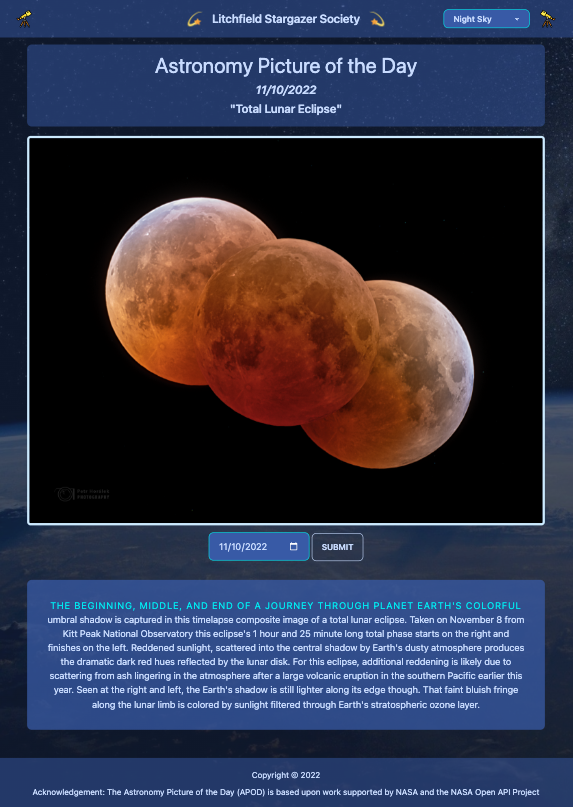 Litchfield Stargazer Society
Night Sky
Astronomy Picture of the Day
11/10/2022
"Total Lunar Eclipse"
11/10/2022
SUBMIT
THE BEGINNING, MIDDLE, AND END OF A JOURNEY THROUGH PLANET EARTH'S COLORFUL
umbral shadow is captured in this timelapse composite image of a total lunar eclipse. Taken on November 8 from
Kitt Peak National Observatory this eclipse's 1 hour and 25 minute long total phase starts on the right and
finishes on the left. Reddened sunlight, scattered into the central shadow by Earth's dusty atmosphere produces
the dramatic dark red hues reflected by the lunar disk. For this eclipse, additional reddening is likely due to
scattering from ash lingering in the atmosphere after a large volcanic eruption in the southern Pacific earlier this
year. Seen at the right and left, the Earth's shadow is still lighter along its edge though. That faint bluish fringe
along the lunar limb is colored by sunlight filtered through Earth's stratospheric ozone layer.
Copyright © 2022
Acknowledgement: The Astronomy Picture of the Day (APOD) is based upon work supported by NASA and the NASA Open API Project